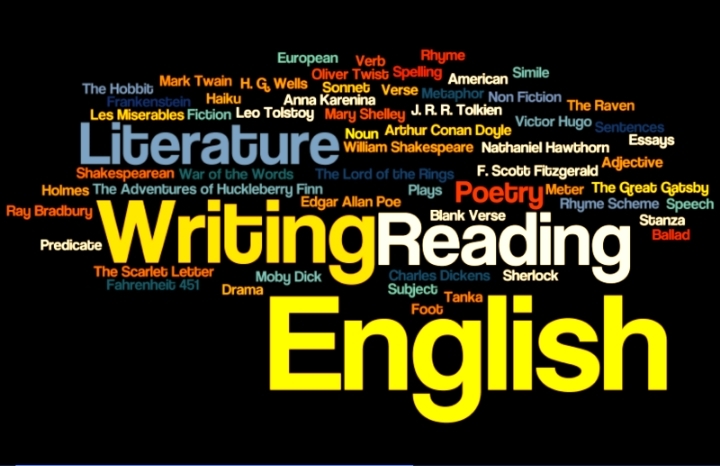 European Verb Rhyme
Oliver Twist Spelling American Simile
The Hobbit Mark Twain H. G. Wells Sonnet Verse Metaphor Non Fiction
Frankenstein Haiku Anna Karenina J. R. R. Tolkien The Raven
Les Miserables Fiction Leo Tolstoy Mary Shelley Victor Hugo Sentences
Literature Noun Arthur Conan Doyle Essays
William Shakespeare Nathaniel Hawthorn
Shakespearean War of the Words The Lord of the Rings F. Scott Fitzgerald Adjective
Holmes The Adventures of Huckleberry Finn Plays Poetry Meter The Great Gatsby
Ray Bradbury Edgar Allan Poe Rhyme Scheme Speech
Writing Blank Verse Stanza
Predicate Reading Ballad
The Scarlet Letter Moby Dick Charles Dickens Sherlock
Fahrenheit 451 Drama Subject Tanka
Foot
English